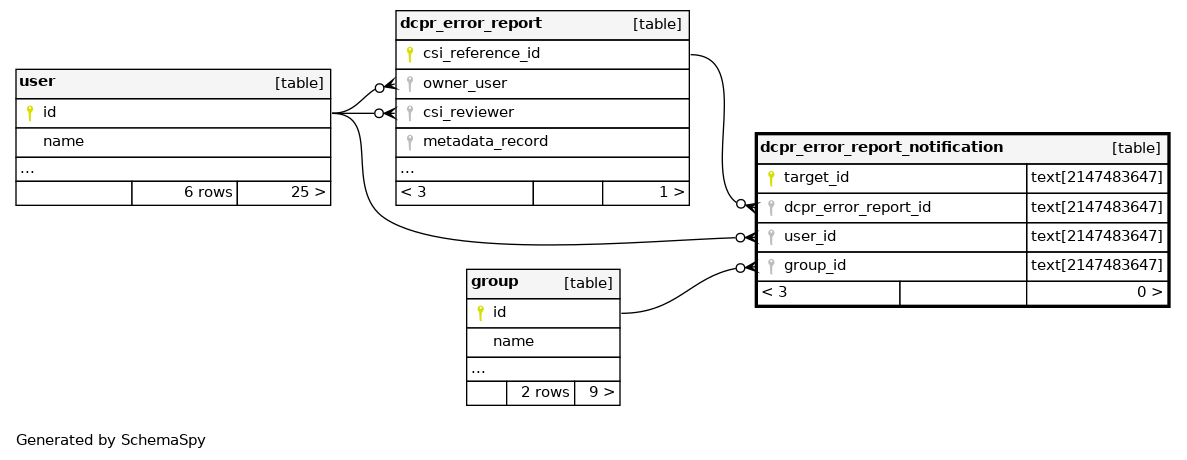 user [table]
id
name
...
6 rows 25 >
dcpr_error_report [table]
csi_reference_id
owner_user
csi_reviewer
metadata_record
...
< 3 1 >
dcpr_error_report_notification [table]
target_id text[2147483647]
dcpr_error_report_id text[2147483647]
user_id text[2147483647]
group_id text[2147483647]
< 3 0 >
group [table]
id
name
...
2 rows 9 >
Generated by SchemaSpy